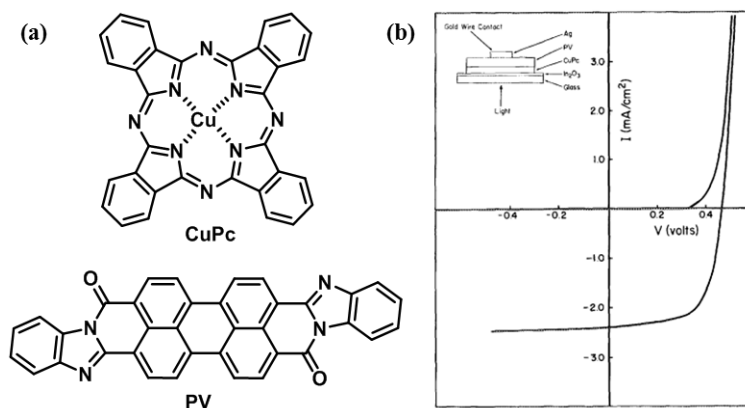 (a)
N
N
N
N
Cu
N
N
N
N
CuPc
O
N
N
N
N
O
PV
(b)
Gold Wire Contact
Ag
PV
CuPc
In₂O₃
Glass
Light
I (mA/cm²)
3.0
2.0
1.0
-0.4
-0.2
0.2
0.4
V (volts)
-1.0
-2.0
-3.0